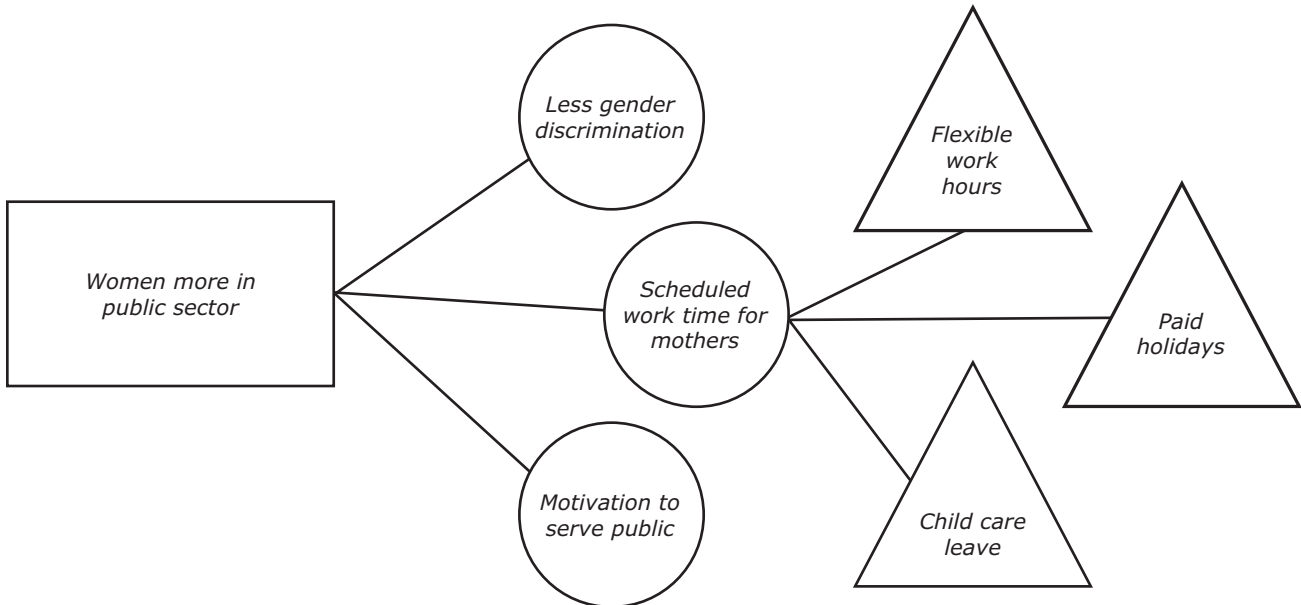 Women more in
public sector
Less gender
discrimination
Scheduled
work time for
mothers
Motivation to
serve public
Flexible
work
hours
Paid
holidays
Child care
leave